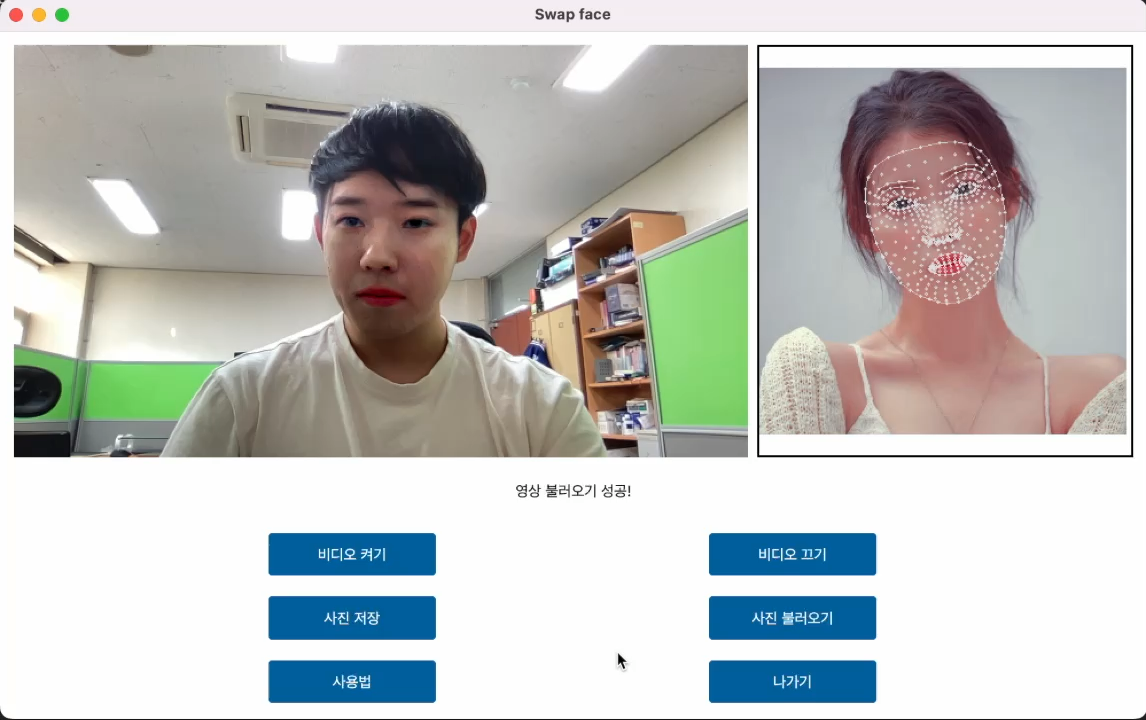 Swap face
영상 불러오기 성공!
비디오 켜기
비디오 끄기
사진 저장
사진 불러오기
사용법
나가기